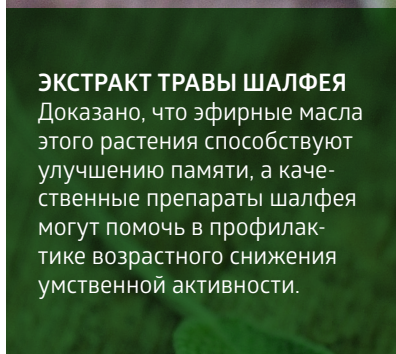 ЭКСТРАКТ ТРАВЫ ШАЛФЕЯ
Доказано, что эфирные масла
этого растения способствуют
улучшению памяти, а каче-
ственные препараты шалфея
могут помочь в профилак-
тике возрастного снижения
умственной активности.